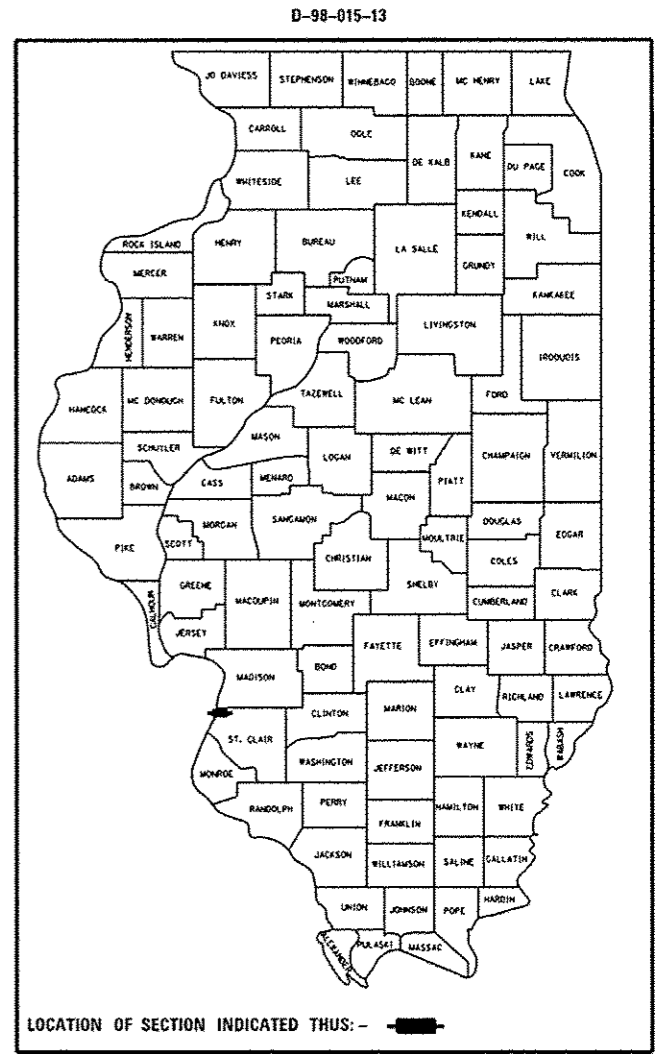 D-98-015-13
JO DAVIESS STEPHENSON WINNEBAGO BOONE MC HENRY LAKE
CARROLL OGLE
DE KALB KANE DU PAGE COOK
WHITESIDE LEE
KENDALL
WILL
ROCK ISLAND HENRY BUREAU LA SALLE
MERCER PUTNAM GRUNDY
STARK MARSHALL KANKAKEE
HENDERSON WARREN KNOX PEORIA WOODFORD LIVINGSTON
IROQUOIS
HANCOCK MC DONOUGH FULTON TAZEWELL MC LEAN FORD
MASON
SCHUYLER LOGAN DE WITT CHAMPAIGN VERMILION
ADAMS BROWN CASS MENARD PIATT
MACON
MORGAN SANGAMON DOUGLAS
PIKE SCOTT CHRISTIAN MOULTRIE EDGAR
COLES
GREENE MACOUPIN MONTGOMERY SHELBY
CALHOUN CUMBERLAND CLARK
JERSEY
FAYETTE EFFINGHAM JASPER CRAWFORD
MADISON BOND
CLAY RICHLAND LAWRENCE
CLINTON MARION
ST. CLAIR WAYNE EDWARDS WABASH
WASHINGTON JEFFERSON
MONROE
RANDOLPH PERRY HAMILTON WHITE
FRANKLIN
JACKSON WILLIAMSON SALINE GALLATIN
UNION JOHNSON POPE HARDIN
ALEXANDER PULASKI MASSAC
LOCATION OF SECTION INDICATED THUS: -